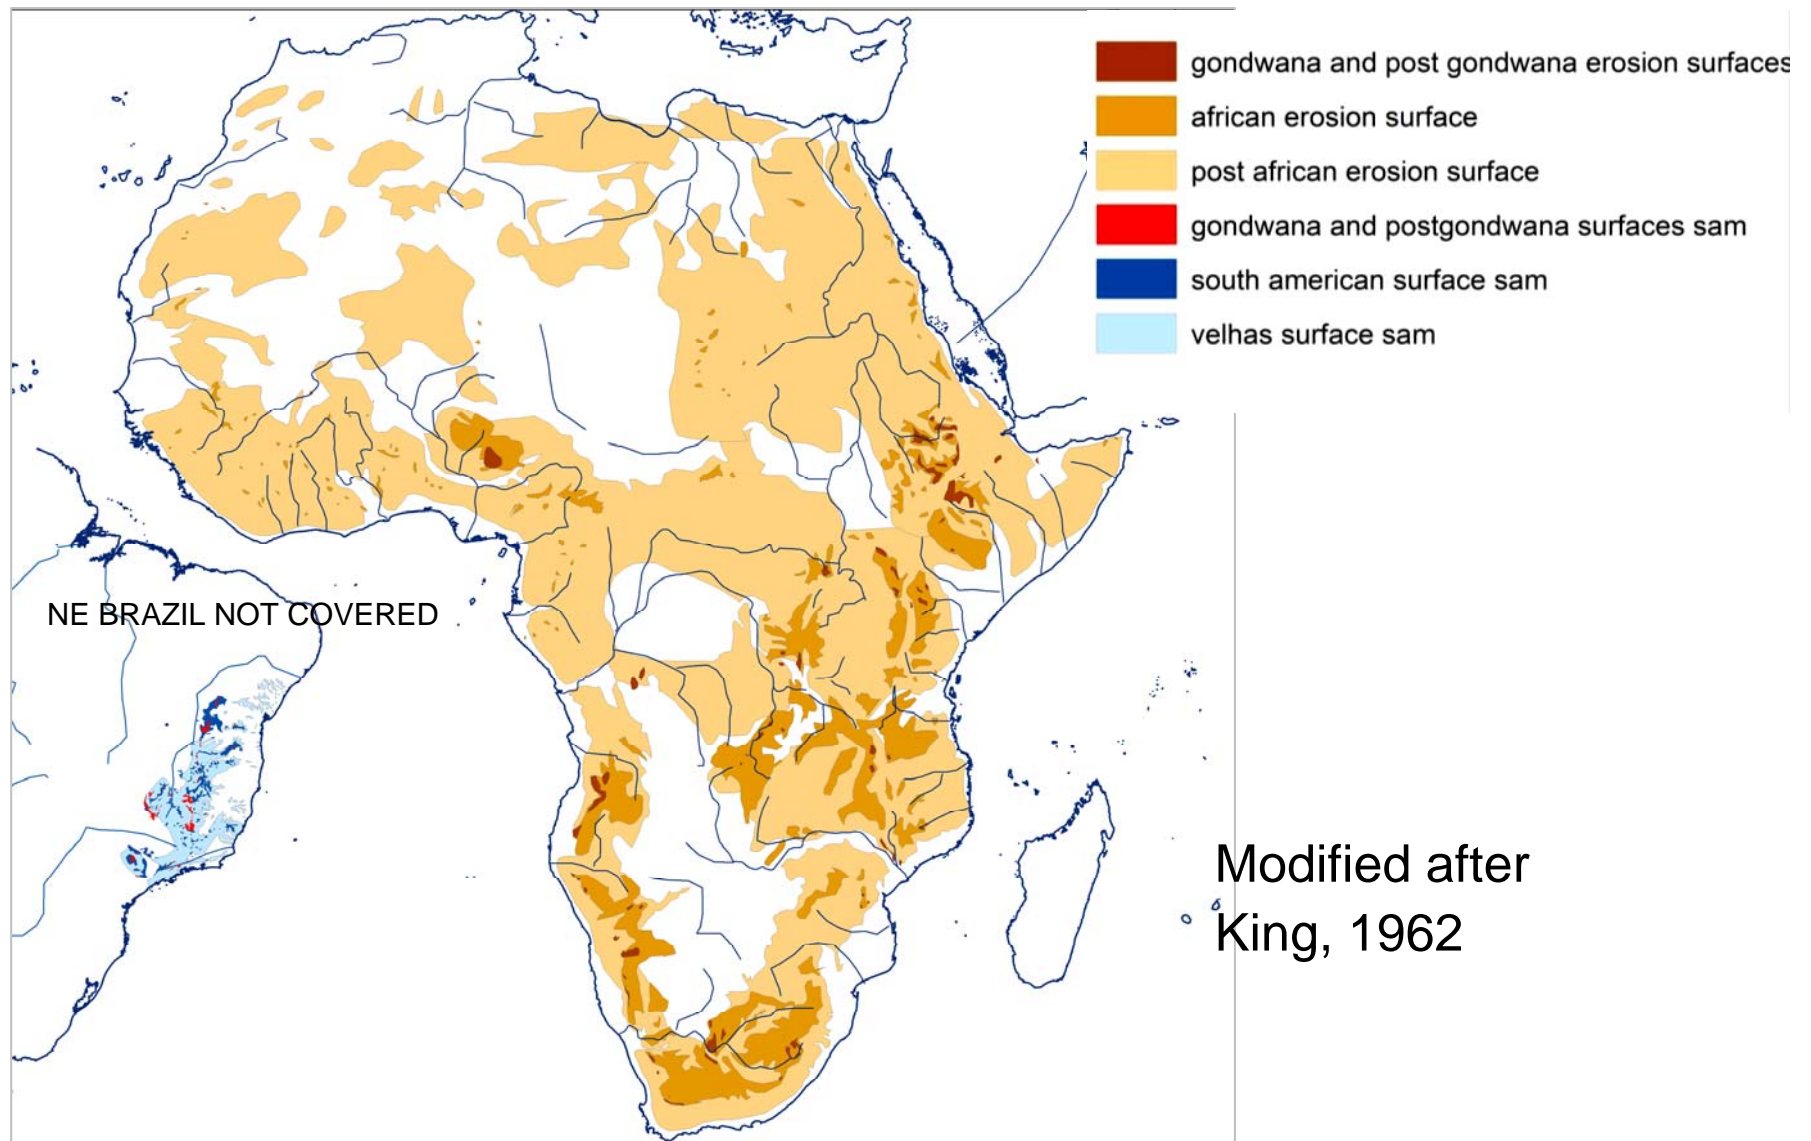 gondwana and post gondwana erosion surfaces
african erosion surface
post african erosion surface
gondwana and postgondwana surfaces sam
south american surface sam
velhas surface sam
NE BRAZIL NOT COVERED
Modified after
King, 1962